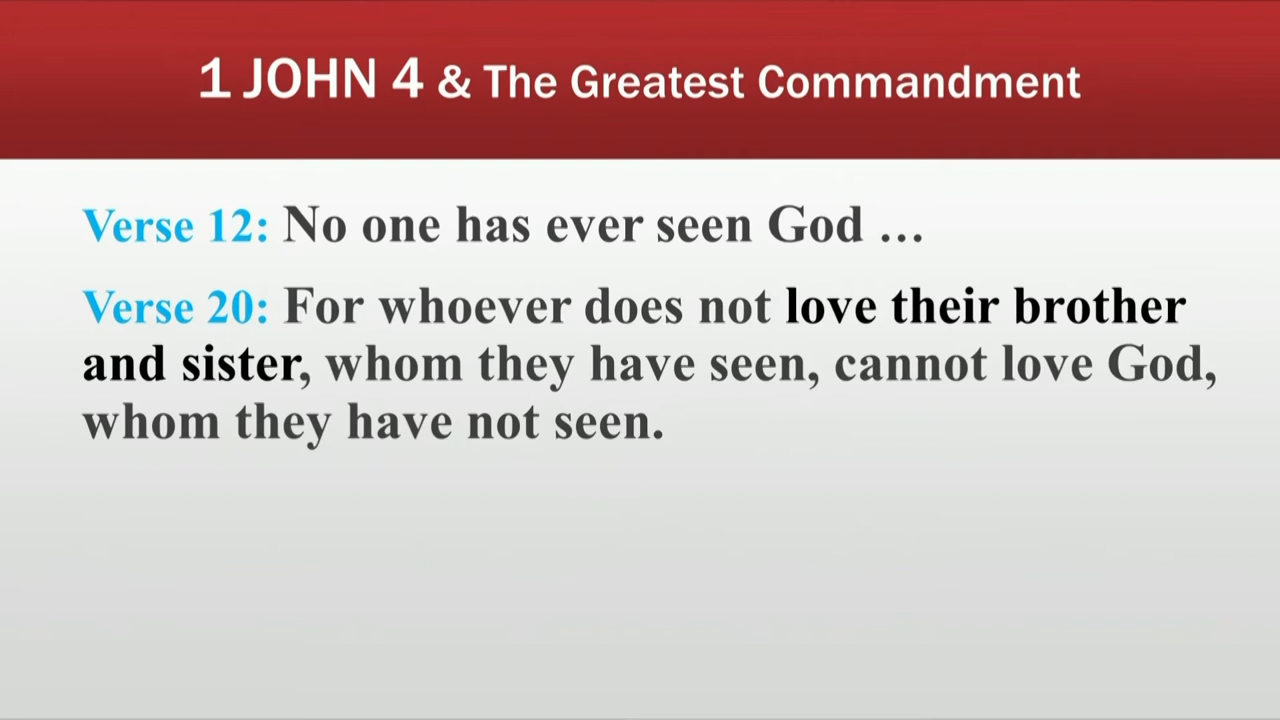 1 JOHN 4 & The Greatest Commandment
Verse 12: No one has ever seen God …
Verse 20: For whoever does not love their brother
and sister, whom they have seen, cannot love God,
whom they have not seen.